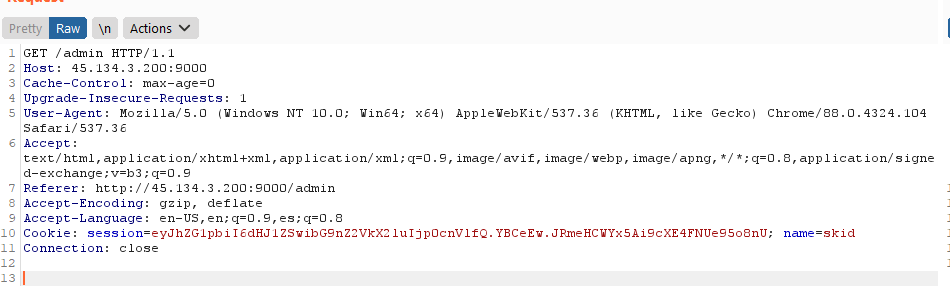 Request
Pretty Raw \n Actions
1 GET /admin HTTP/1.1
2 Host: 45.134.3.200:9000
3 Cache-Control: max-age=0
4 Upgrade-Insecure-Requests: 1
5 User-Agent: Mozilla/5.0 (Windows NT 10.0; Win64; x64) AppleWebKit/537.36 (KHTML, like Gecko) Chrome/88.0.4324.104
Safari/537.36
6 Accept:
text/html,application/xhtml+xml,application/xml;q=0.9,image/avif,image/webp,image/apng,*/*;q=0.8,application/signe
d-exchange;v=b3;q=0.9
7 Referer: http://45.134.3.200:9000/admin
8 Accept-Encoding: gzip, deflate
9 Accept-Language: en-US,en;q=0.9,es;q=0.8
10 Cookie: session=eyJhZG1pbiI6dHJ1ZSwibG9nZ2VkX2luIjp0cnVlfQ.YBCeEw.JRmeHCWYx5Ai9cXE4FNUe95o8nU; name=skid
11 Connection: close
12
13